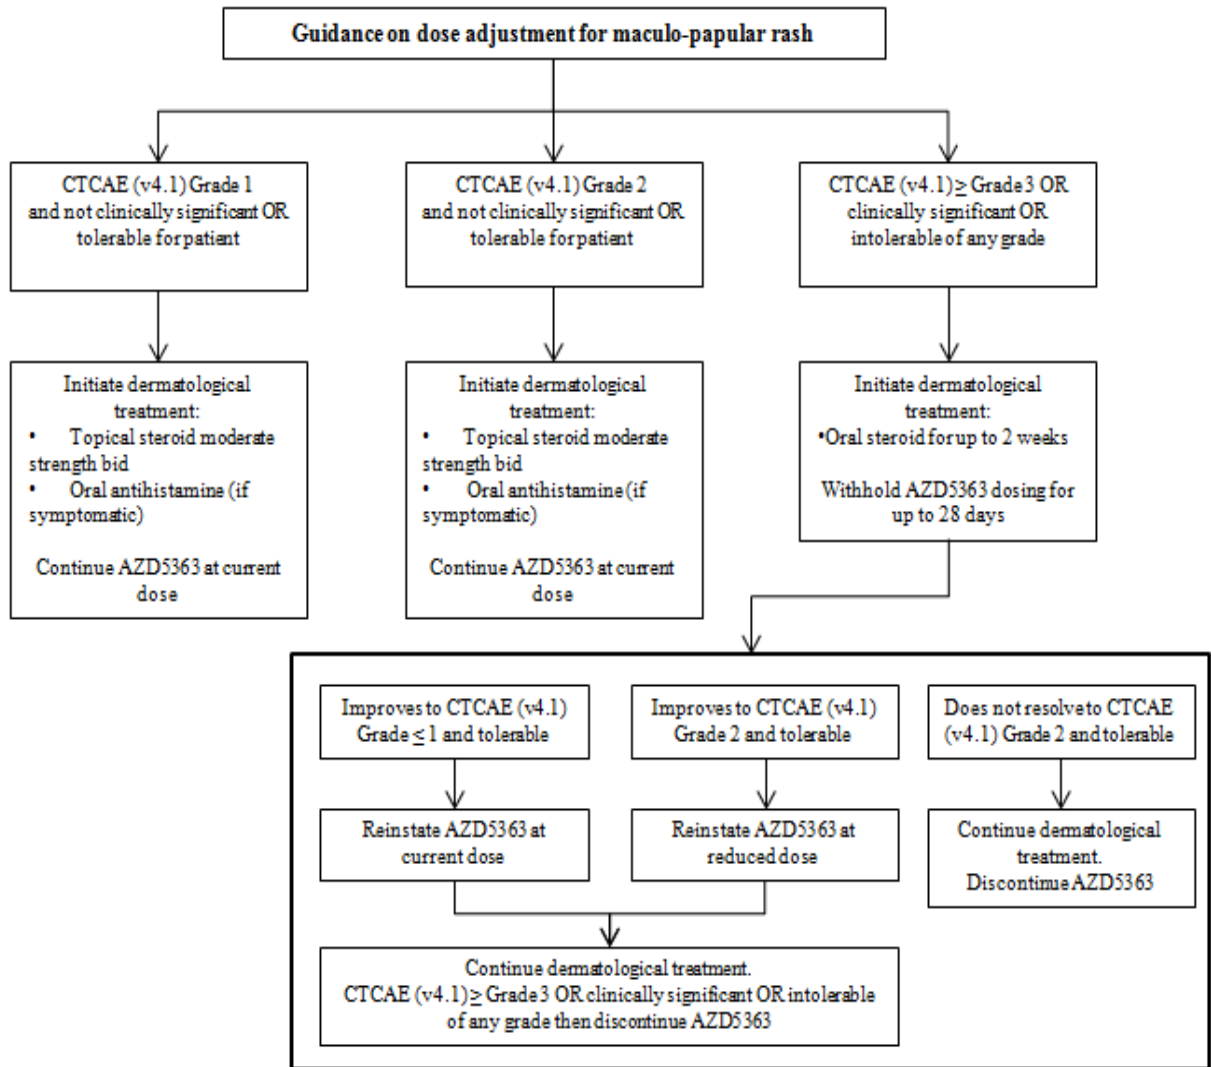 Guidance on dose adjustment for maculo-papular rash
CTCAE (v4.1) Grade 1
and not clinically significant OR
tolerable for patient
CTCAE (v4.1) Grade 2
and not clinically significant OR
tolerable for patient
CTCAE (v4.1) ≥ Grade 3 OR
clinically significant OR
intolerable of any grade
Initiate dermatological
treatment:
• Topical steroid moderate
strength bid
• Oral antihistamine (if
symptomatic)
Continue AZD5363 at current
dose
Initiate dermatological
treatment:
• Topical steroid moderate
strength bid
• Oral antihistamine (if
symptomatic)
Continue AZD5363 at current
dose
Initiate dermatological
treatment:
•Oral steroid for up to 2 weeks
Withhold AZD5363 dosing for
up to 28 days
Improves to CTCAE (v4.1)
Grade ≤ 1 and tolerable
Improves to CTCAE (v4.1)
Grade 2 and tolerable
Does not resolve to CTCAE
(v4.1) Grade 2 and tolerable
Reinstate AZD5363 at
current dose
Reinstate AZD5363 at
reduced dose
Continue dermatological
treatment.
Discontinue AZD5363
Continue dermatological treatment.
CTCAE (v4.1) ≥ Grade 3 OR clinically significant OR intolerable
of any grade then discontinue AZD5363